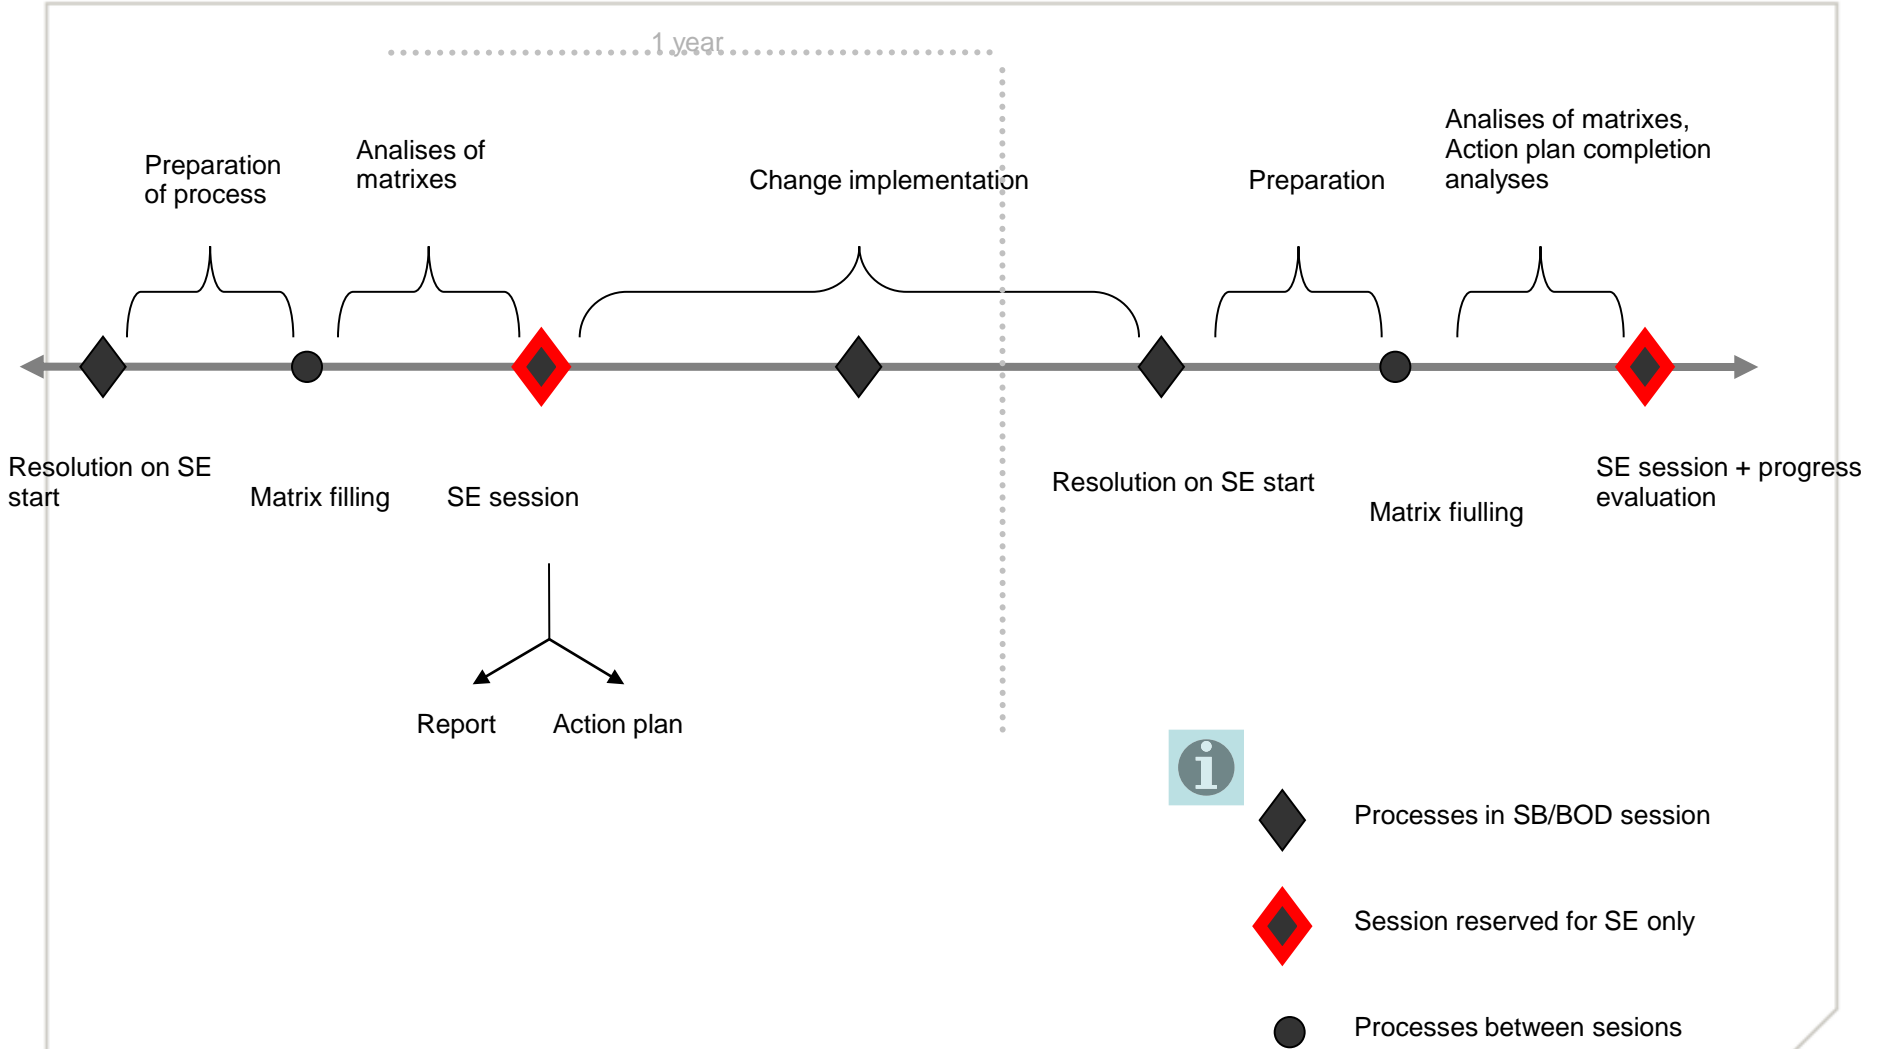 1 year
Preparation
of process
Analises of
matrixes
Change implementation
Preparation
Analises of matrixes,
Action plan completion
analyses
Resolution on SE
start
Matrix filling
SE session
Resolution on SE start
Matrix fiulling
SE session + progress
evaluation
Report
Action plan
Processes in SB/BOD session
Session reserved for SE only
Processes between sesions